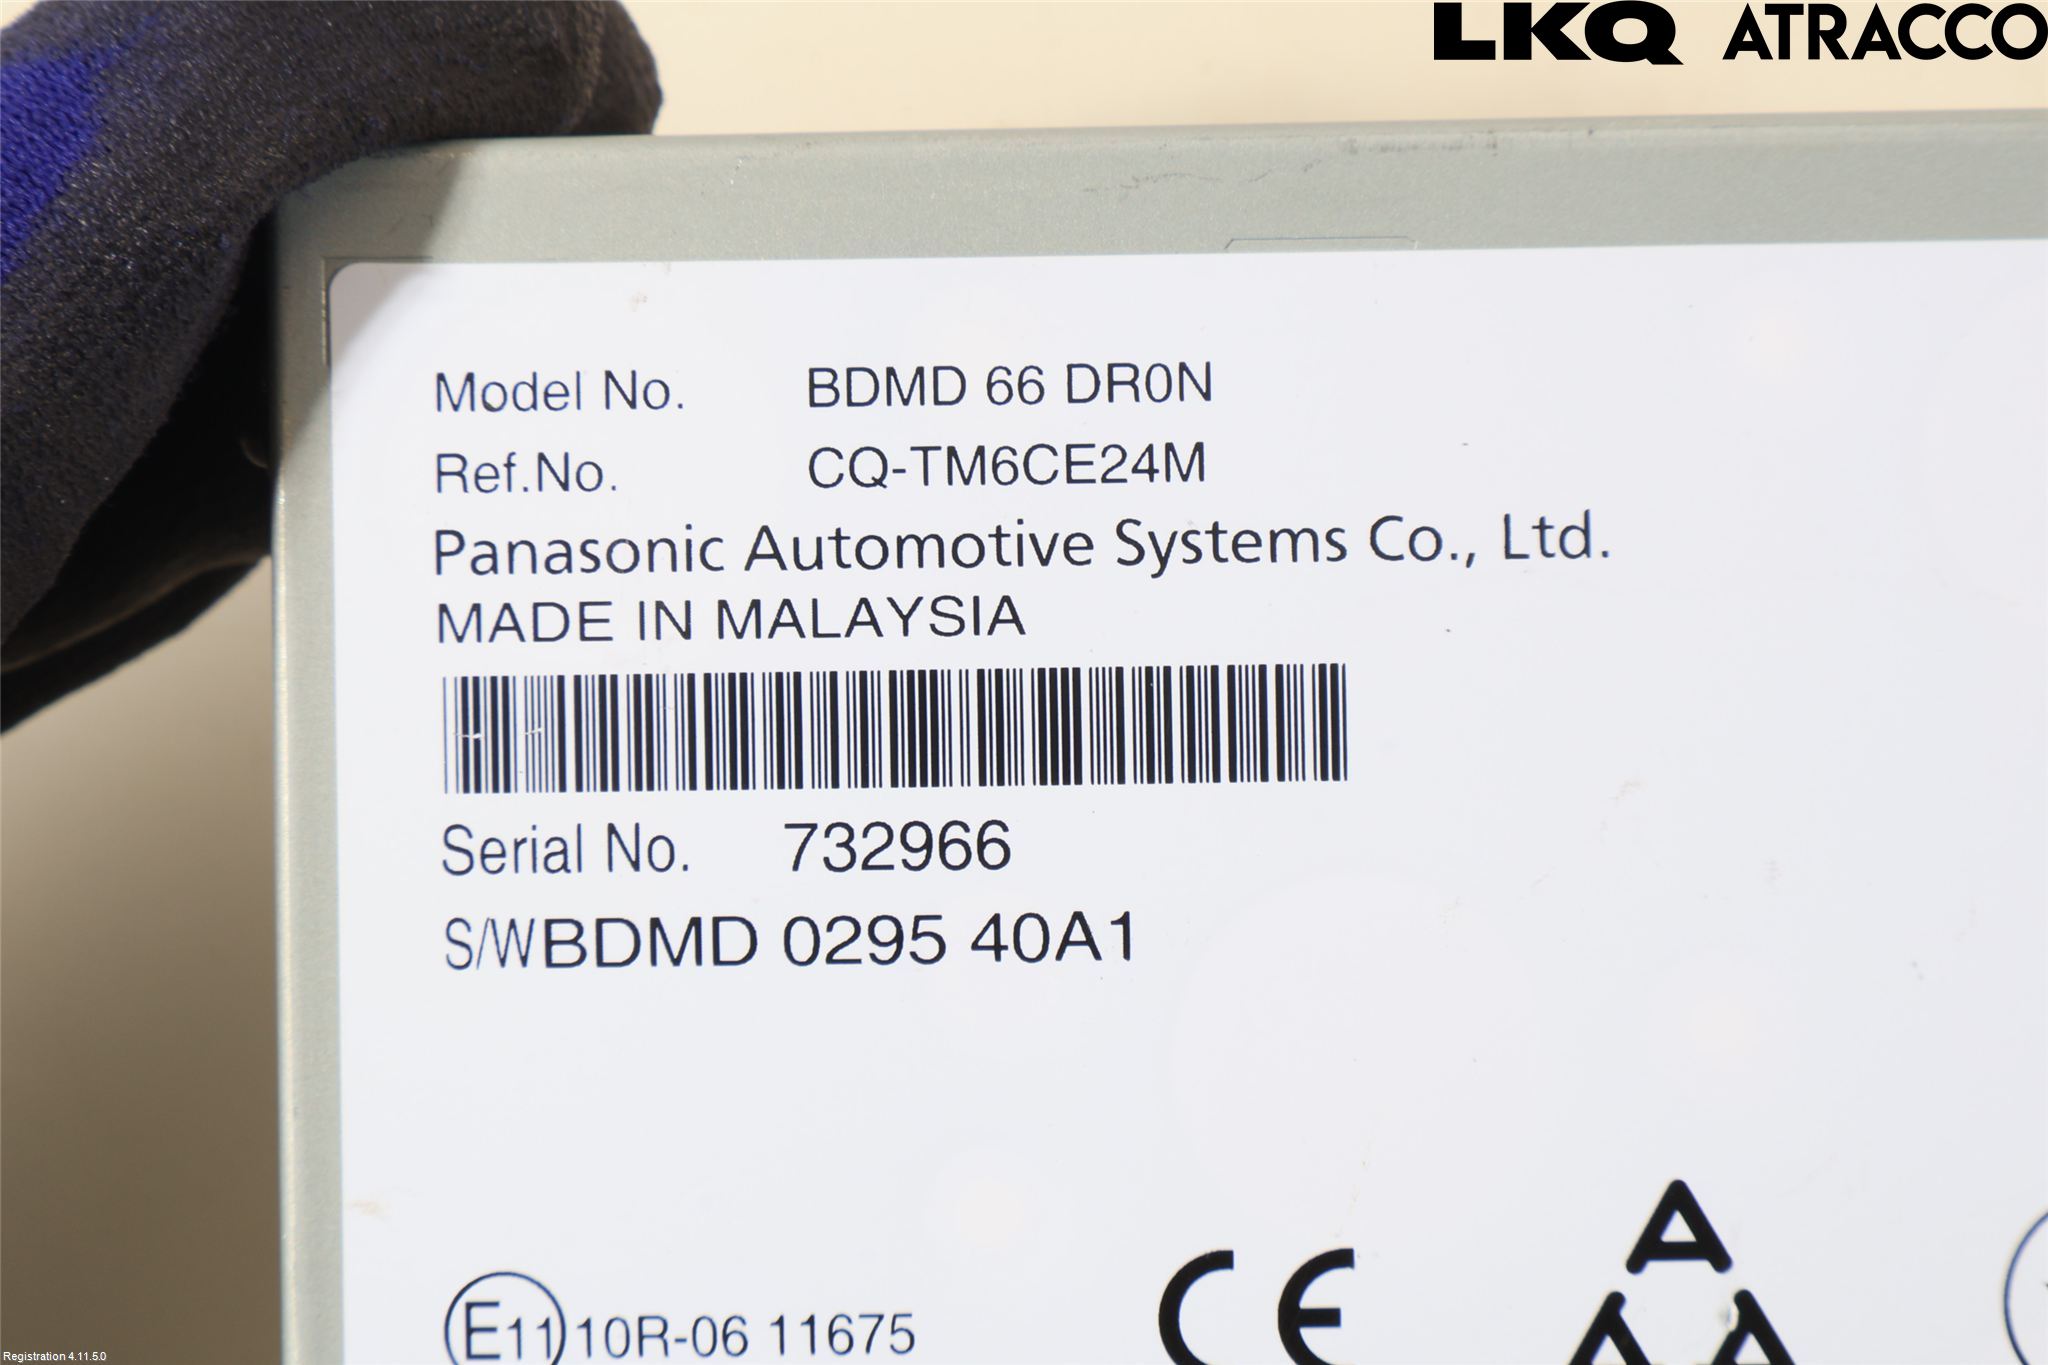 LKQ ATRACCO
Model No. BDMD 66 DR0N
Ref.No. CQ-TM6CE24M
Panasonic Automotive Systems Co., Ltd.
MADE IN MALAYSIA
Serial No. 732966
S/WBDMD 0295 40A1
E11 10R-06 11675
CE
A
A A
Registration 4.11.5.0